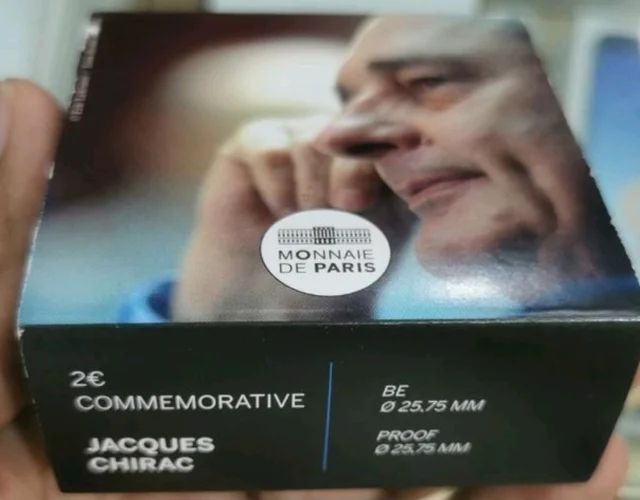 MONNAIE
DE PARIS
2€
COMMEMORATIVE
JACQUES
CHIRAC
BE
Ø 25,75 MM
PROOF
Ø 25,75 MM